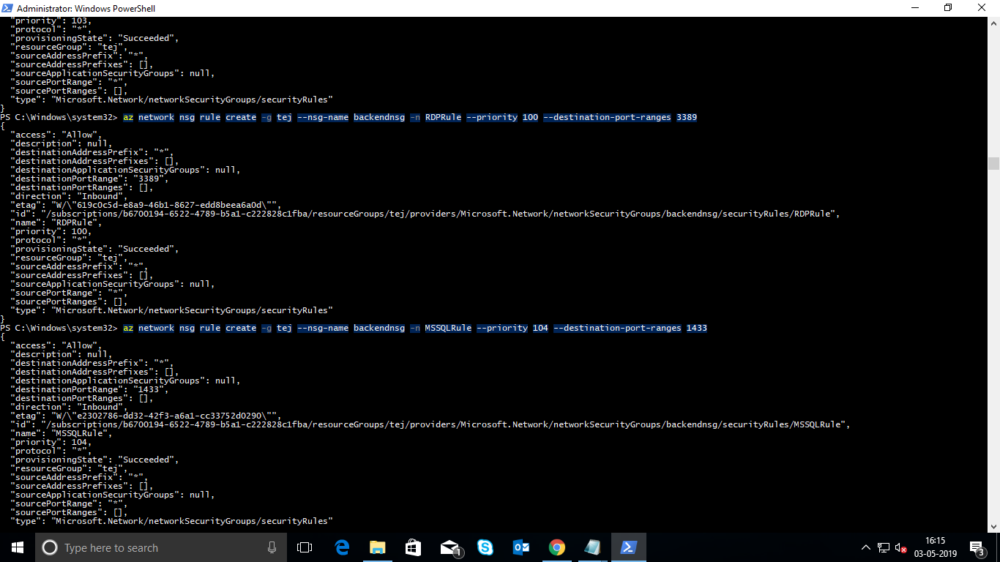 Administrator: Windows PowerShell
  "priority": 103,
  "protocol": "*",
  "provisioningState": "Succeeded",
  "resourceGroup": "tej",
  "sourceAddressPrefix": "*",
  "sourceAddressPrefixes": [],
  "sourceApplicationSecurityGroups": null,
  "sourcePortRange": "*",
  "sourcePortRanges": [],
  "type": "Microsoft.Network/networkSecurityGroups/securityRules"
}
PS C:\Windows\system32> az network nsg rule create -g tej --nsg-name backendnsg -n RDPRule --priority 100 --destination-port-ranges 3389
{
  "access": "Allow",
  "description": null,
  "destinationAddressPrefix": "*",
  "destinationAddressPrefixes": [],
  "destinationApplicationSecurityGroups": null,
  "destinationPortRange": "3389",
  "destinationPortRanges": [],
  "direction": "Inbound",
  "etag": "W/\"619c0c5d-e8a9-46b1-8627-edd8beea6a0d\"",
  "id": "/subscriptions/b6700194-6522-4789-b5a1-c222828c1fba/resourceGroups/tej/providers/Microsoft.Network/networkSecurityGroups/backendnsg/securityRules/RDPRule",
  "name": "RDPRule",
  "priority": 100,
  "protocol": "*",
  "provisioningState": "Succeeded",
  "resourceGroup": "tej",
  "sourceAddressPrefix": "*",
  "sourceAddressPrefixes": [],
  "sourceApplicationSecurityGroups": null,
  "sourcePortRange": "*",
  "sourcePortRanges": [],
  "type": "Microsoft.Network/networkSecurityGroups/securityRules"
}
PS C:\Windows\system32> az network nsg rule create -g tej --nsg-name backendnsg -n MSSQLRule --priority 104 --destination-port-ranges 1433
{
  "access": "Allow",
  "description": null,
  "destinationAddressPrefix": "*",
  "destinationAddressPrefixes": [],
  "destinationApplicationSecurityGroups": null,
  "destinationPortRange": "1433",
  "destinationPortRanges": [],
  "direction": "Inbound",
  "etag": "W/\"e2302786-dd32-42f3-a6a1-cc33752d0290\"",
  "id": "/subscriptions/b6700194-6522-4789-b5a1-c222828c1fba/resourceGroups/tej/providers/Microsoft.Network/networkSecurityGroups/backendnsg/securityRules/MSSQLRule",
  "name": "MSSQLRule",
  "priority": 104,
  "protocol": "*",
  "provisioningState": "Succeeded",
  "resourceGroup": "tej",
  "sourceAddressPrefix": "*",
  "sourceAddressPrefixes": [],
  "sourceApplicationSecurityGroups": null,
  "sourcePortRange": "*",
  "sourcePortRanges": [],
  "type": "Microsoft.Network/networkSecurityGroups/securityRules"
Type here to search
1
16:15
03-05-2019
3